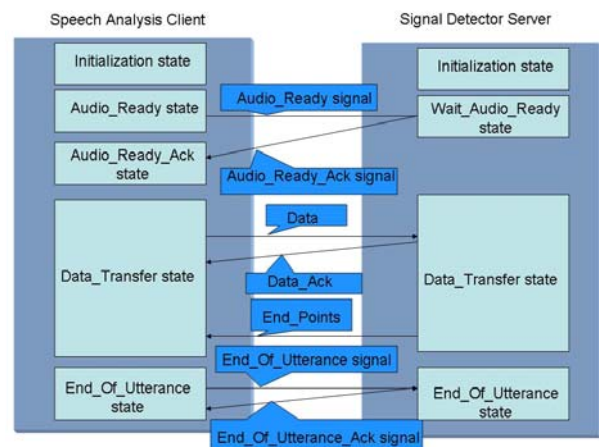 Speech Analysis Client
Signal Detector Server
Initialization state
Initialization state
Audio_Ready signal
Audio_Ready state
Wait_Audio_Ready
state
Audio_Ready_Ack
state
Audio_Ready_Ack signal
Data
Data_Transfer state
Data_Transfer state
Data_Ack
End_Points
End_Of_Utterance signal
End_Of_Utterance
state
End_Of_Utterance
state
End_Of_Utterance_Ack signal